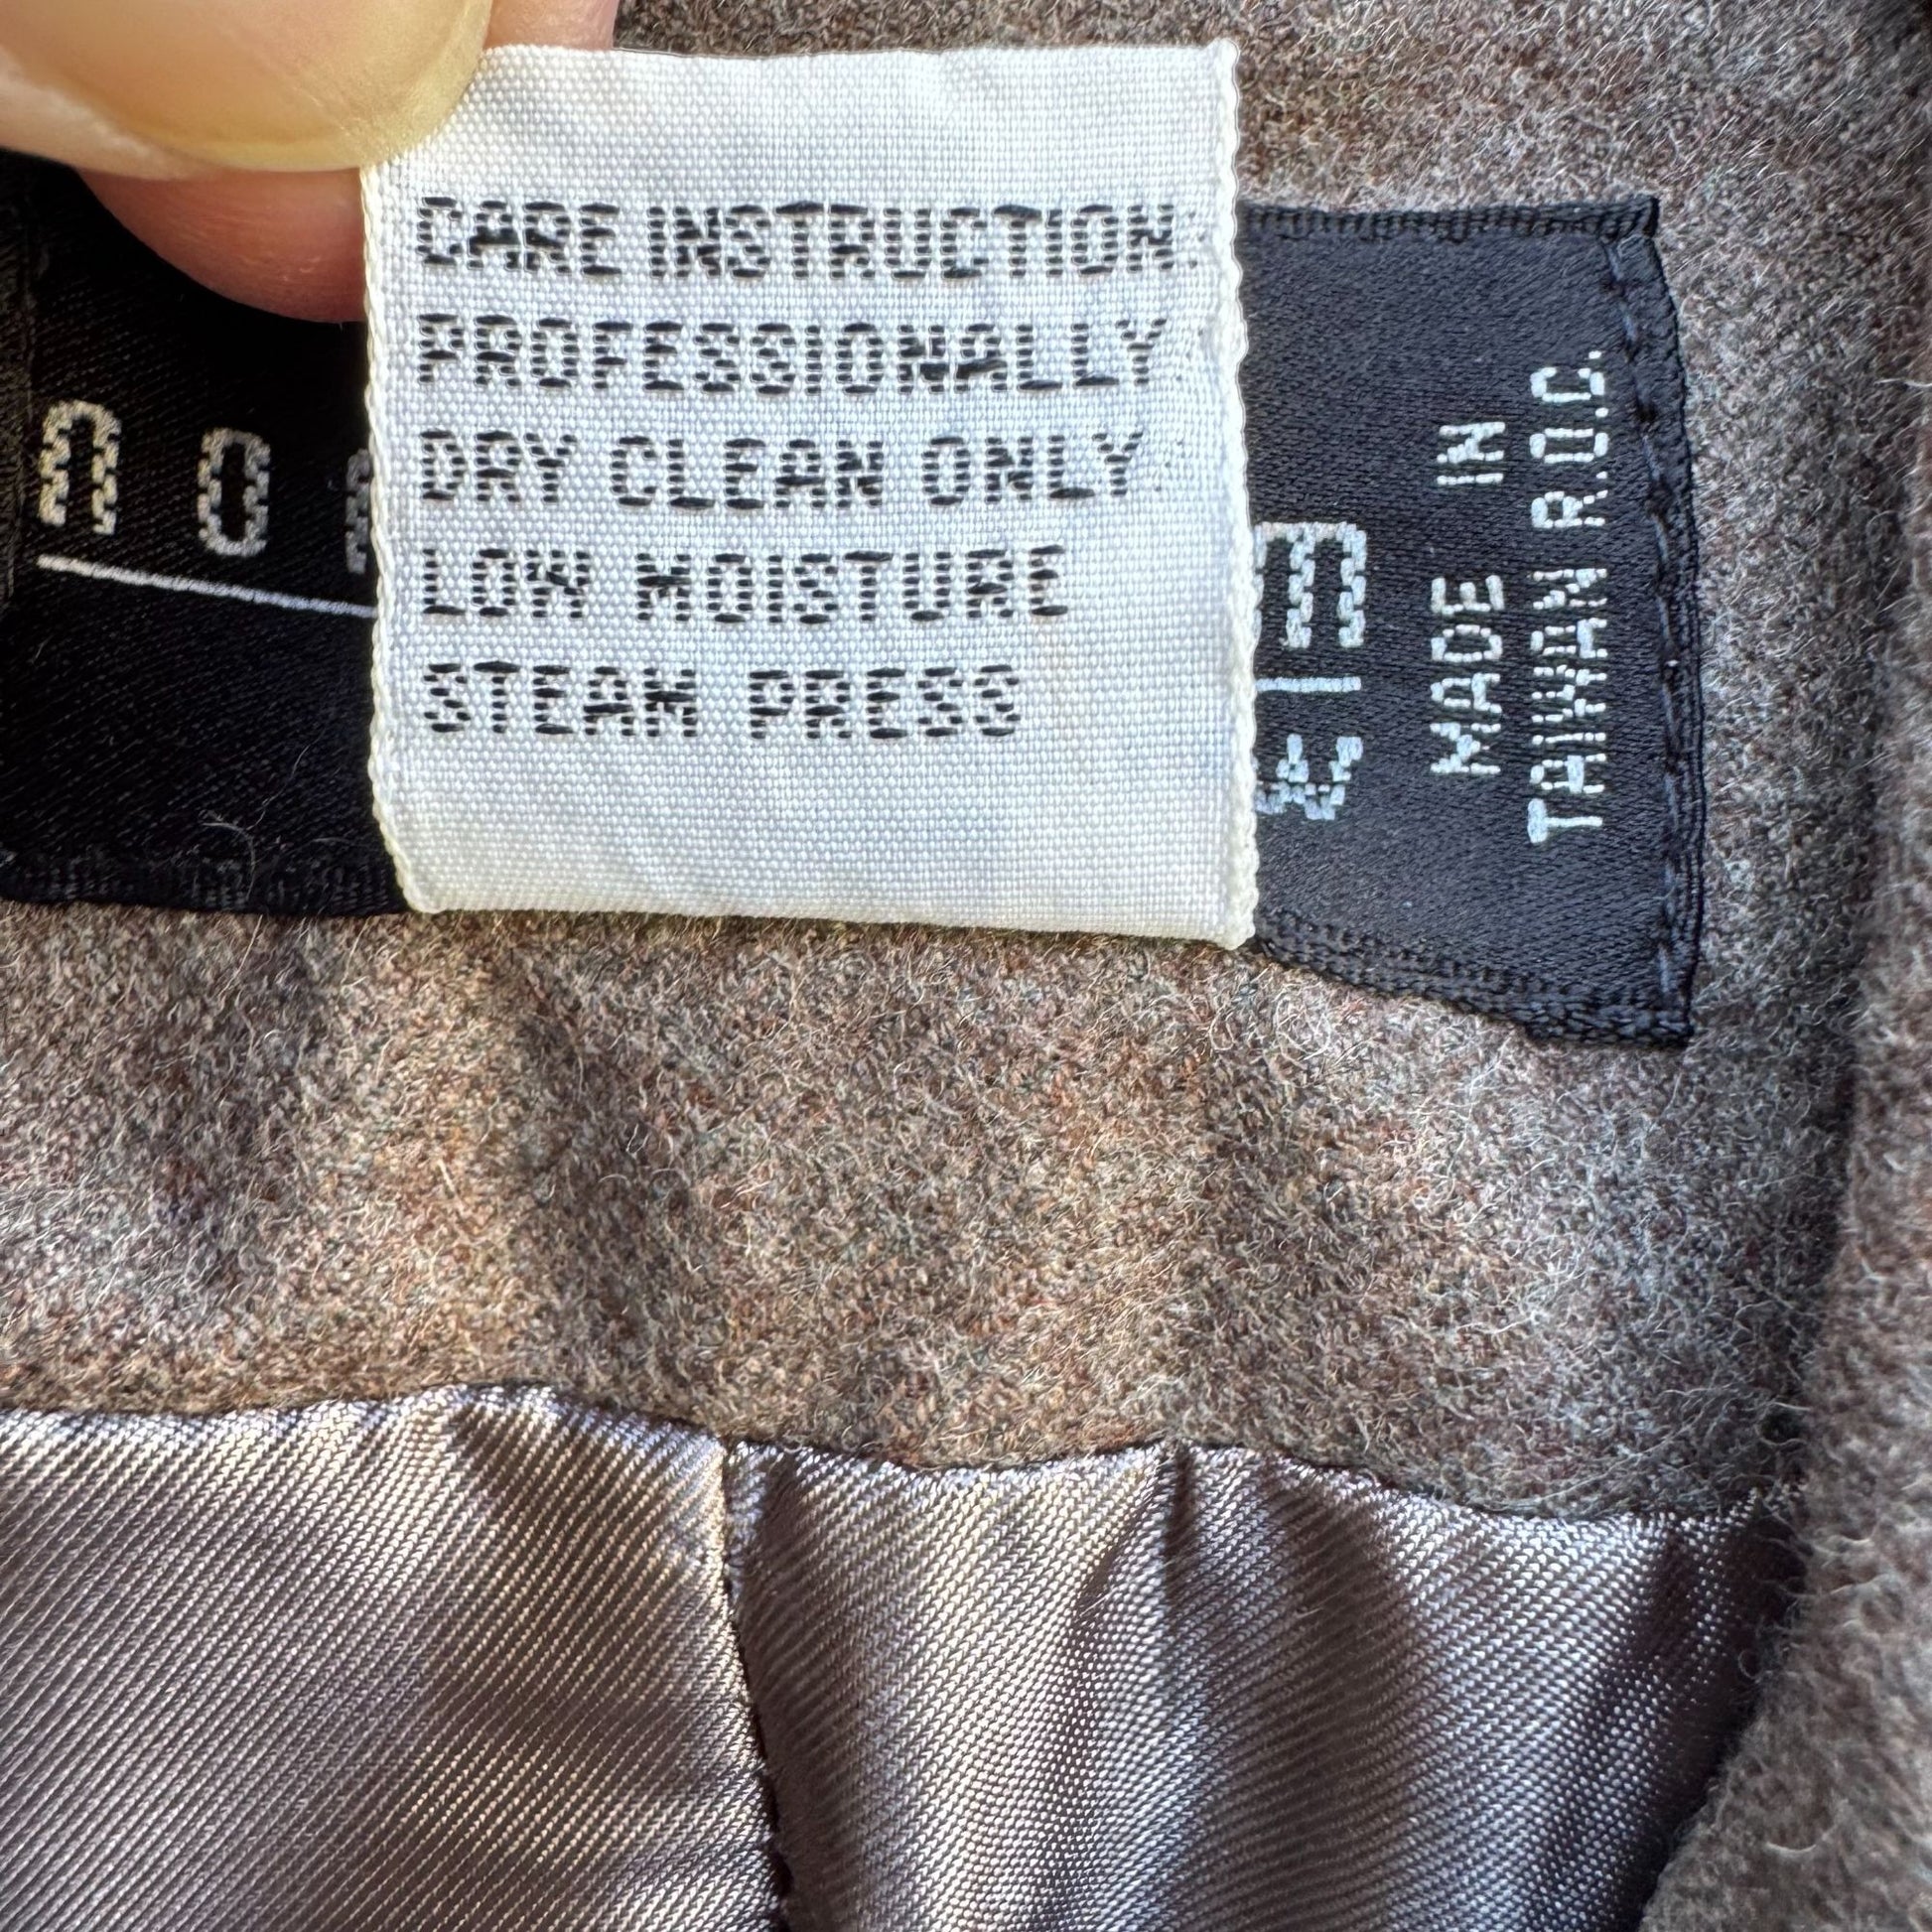 CARE INSTRUCTION:
PROFESSIONALLY
DRY CLEAN ONLY.
LOW MOISTURE
STEAM PRESS
MADE IN
TAIWAN R.O.C.